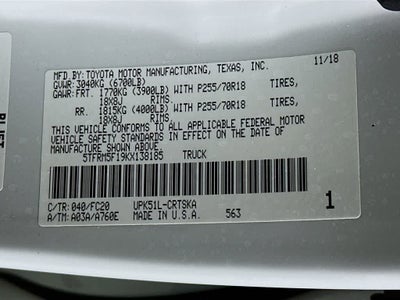 MFD.BY:TOYOTA MOTOR MANUFACTURING, TEXAS, INC. 11/18
GVWR:3040KG (6700LB)
GAWR:FRT. 1770KG (3900LB) WITH P255/70R18 TIRES,
18X8J RIMS
RR. 1815KG (4000LB) WITH P255/70R18 TIRES,
18X8J RIMS
THIS VEHICLE CONFORMS TO ALL APPLICABLE FEDERAL MOTOR
VEHICLE SAFETY STANDARDS IN EFFECT ON THE DATE OF
MANUFACTURE SHOWN ABOVE.
5TFRM5F19KX138185 TRUCK
C/TR: 040/FC20 UPK51L-CRTSKA
A/TM: A03A/A760E MADE IN U.S.A. 563 1